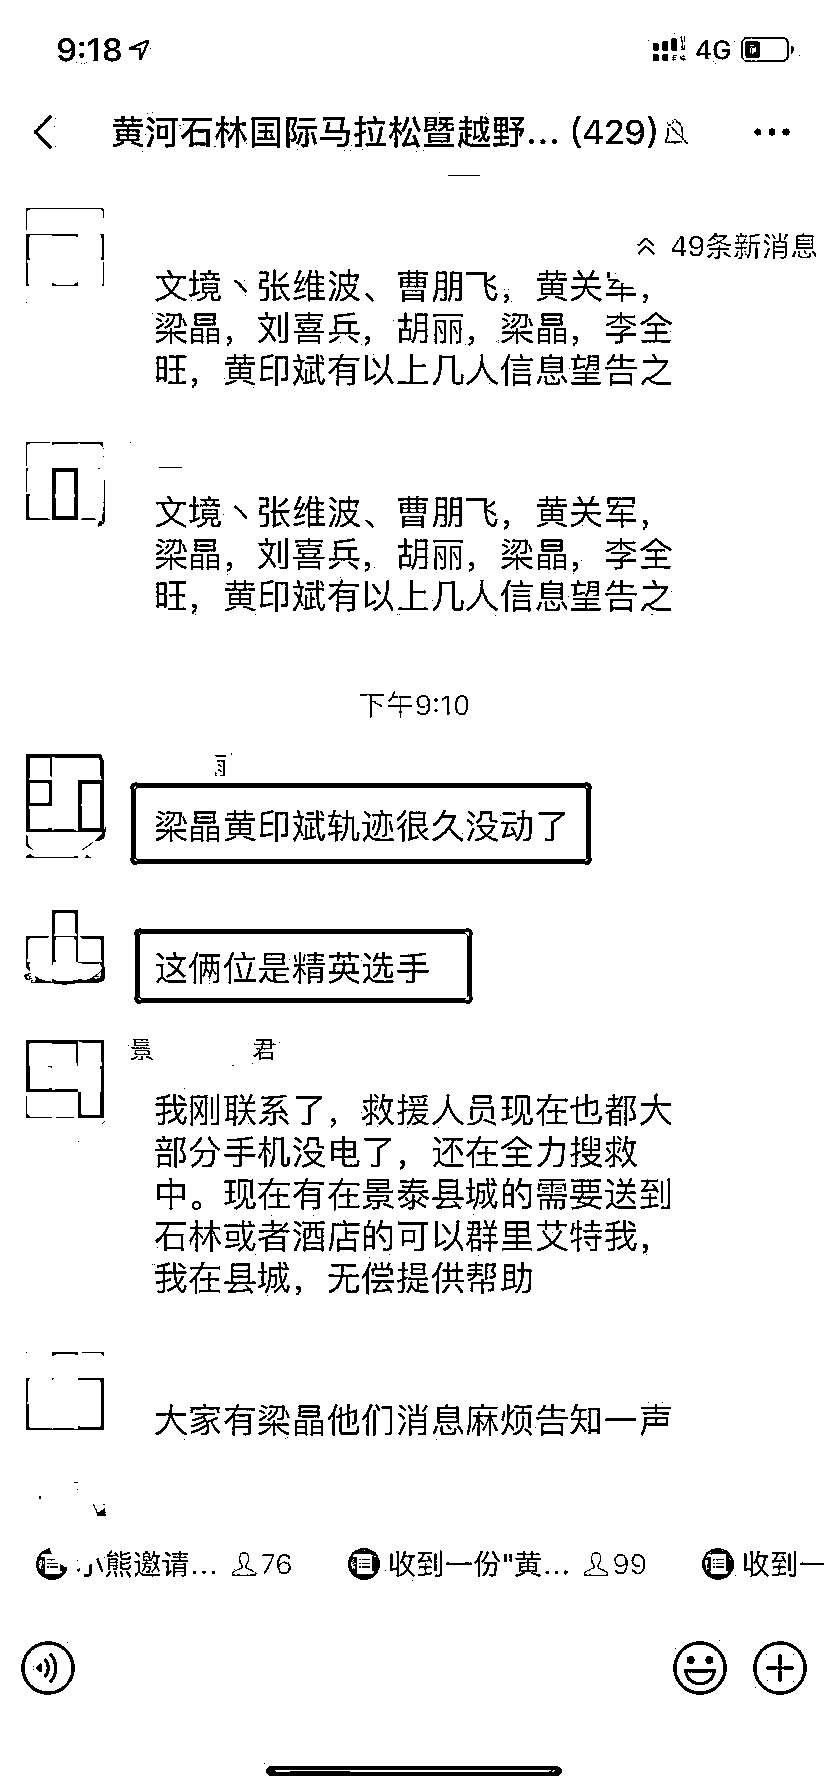 9:18
4G
黄河石林国际马拉松暨越野... (429)
49条新消息
文境丶张维波、曹朋飞，黄关军，
梁晶，刘喜兵，胡丽，梁晶，李全
旺，黄印斌有以上几人信息望告之
文境丶张维波、曹朋飞，黄关军，
梁晶，刘喜兵，胡丽，梁晶，李全
旺，黄印斌有以上几人信息望告之
下午9:10
梁晶黄印斌轨迹很久没动了
这俩位是精英选手
景 君
我刚联系了，救援人员现在也都大
部分手机没电了，还在全力搜救
中。现在有在景泰县城的需要送到
石林或者酒店的可以群里艾特我，
我在县城，无偿提供帮助
大家有梁晶他们消息麻烦告知一声
小熊邀请... 76
收到一份"黄... 99
收到一